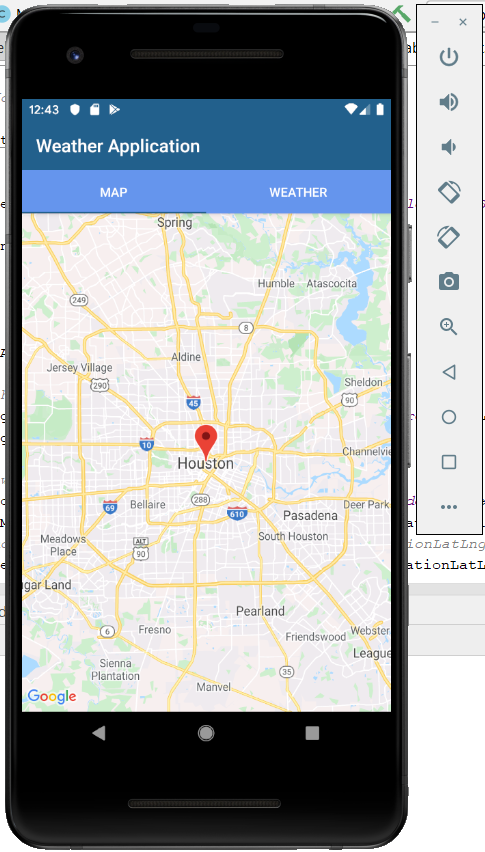 12:43
Weather Application
MAP WEATHER
Spring
249
Humble Atascocita
8
Aldine
Jersey Village
290
Sheldon
90
45
10
Houston
Channelvie
288
69
610
Bellaire
Deer Park
Pasadena
ALT
90
South Houston
Meadows
Place
gar Land
Pearland
6
Fresno
Friendswood
Webster
League
Sienna
Plantation
35
Manvel
Google
ionLatLng
ationLatL